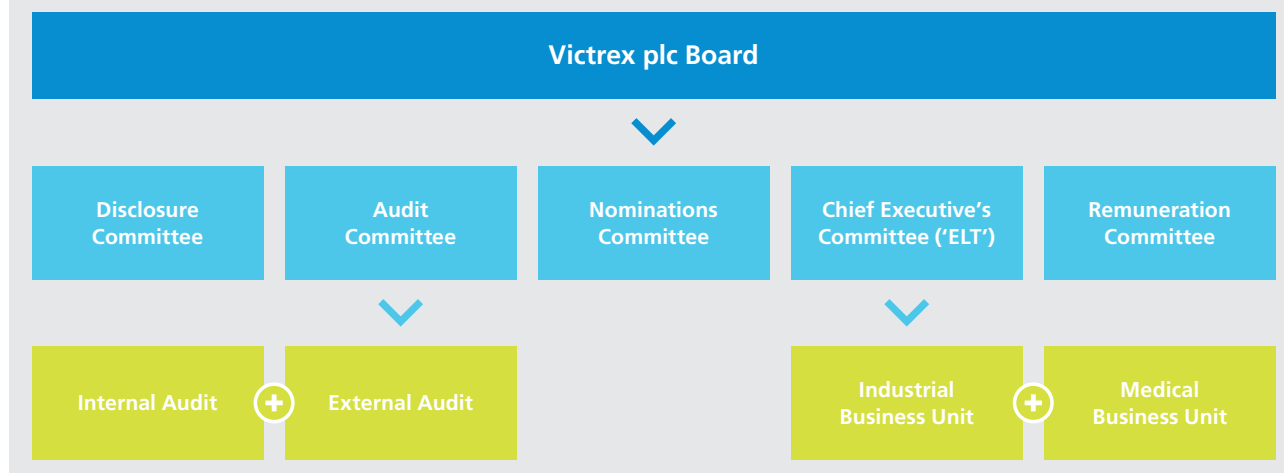 Victrex plc Board
Disclosure
Committee
Audit
Committee
Nominations
Committee
Chief Executive’s
Committee (‘ELT’)
Remuneration
Committee
Internal Audit
External Audit
Industrial
Business Unit
Medical
Business Unit